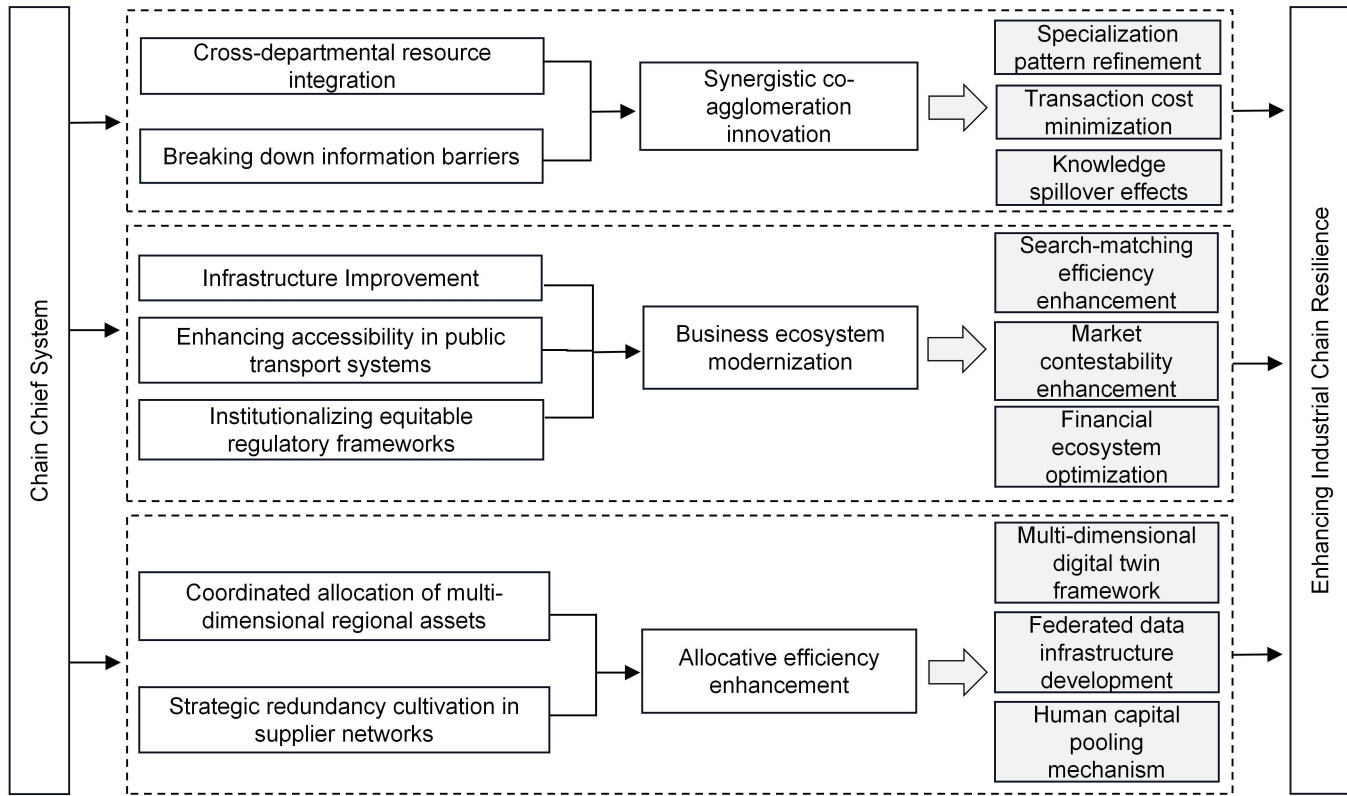 Chain Chief System
Cross-departmental resource
integration
Breaking down information barriers
Synergistic co-
agglomeration
innovation
Specialization
pattern refinement
Transaction cost
minimization
Knowledge
spillover effects
Infrastructure Improvement
Enhancing accessibility in public
transport systems
Institutionalizing equitable
regulatory frameworks
Business ecosystem
modernization
Search-matching
efficiency
enhancement
Market
contestability
enhancement
Financial
ecosystem
optimization
Coordinated allocation of multi-
dimensional regional assets
Strategic redundancy cultivation in
supplier networks
Allocative efficiency
enhancement
Multi-dimensional
digital twin
framework
Federated data
infrastructure
development
Human capital
pooling
mechanism
Enhancing Industrial Chain Resilience